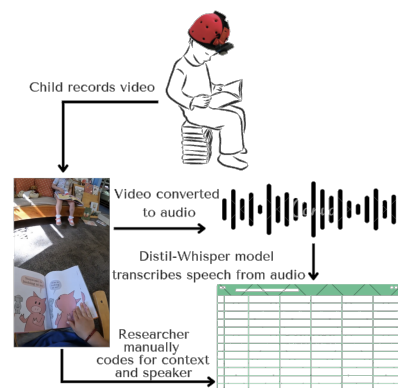 Child records video
Video converted
to audio
Distil-Whisper model
transcribes speech from audio
Researcher
manually
codes for context
and speaker